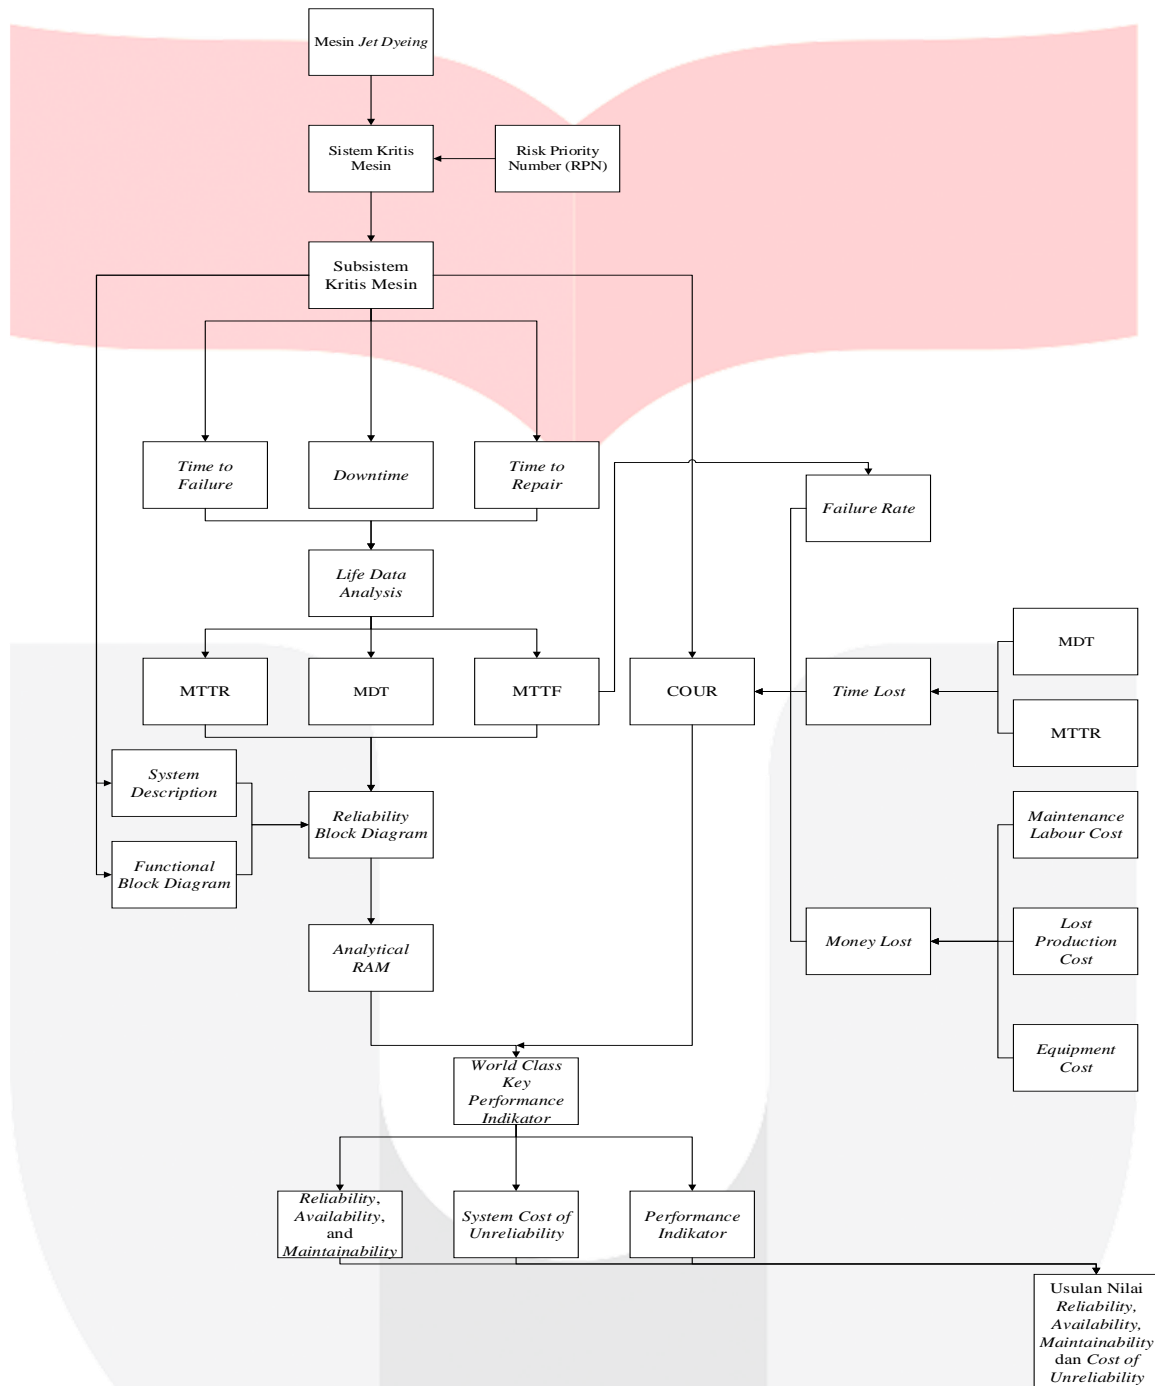 Mesin Jet Dyeing
Sistem Kritis
Mesin
Risk Priority
Number (RPN)
Subsistem
Kritis Mesin
Time to
Failure
Downtime
Time to
Repair
Failure Rate
Life Data
Analysis
MTTR
MDT
MTTF
COUR
Time Lost
MDT
MTTR
System
Description
Functional
Block Diagram
Reliability
Block Diagram
Maintenance
Labour Cost
Analytical
RAM
Money Lost
Lost
Production
Cost
Equipment
Cost
World Class
Key
Performance
Indikator
Reliability,
Availability,
and
Maintainability
System Cost of
Unreliability
Performance
Indikator
Usulan Nilai
Reliability,
Availability,
Maintainability
dan Cost of
Unreliability